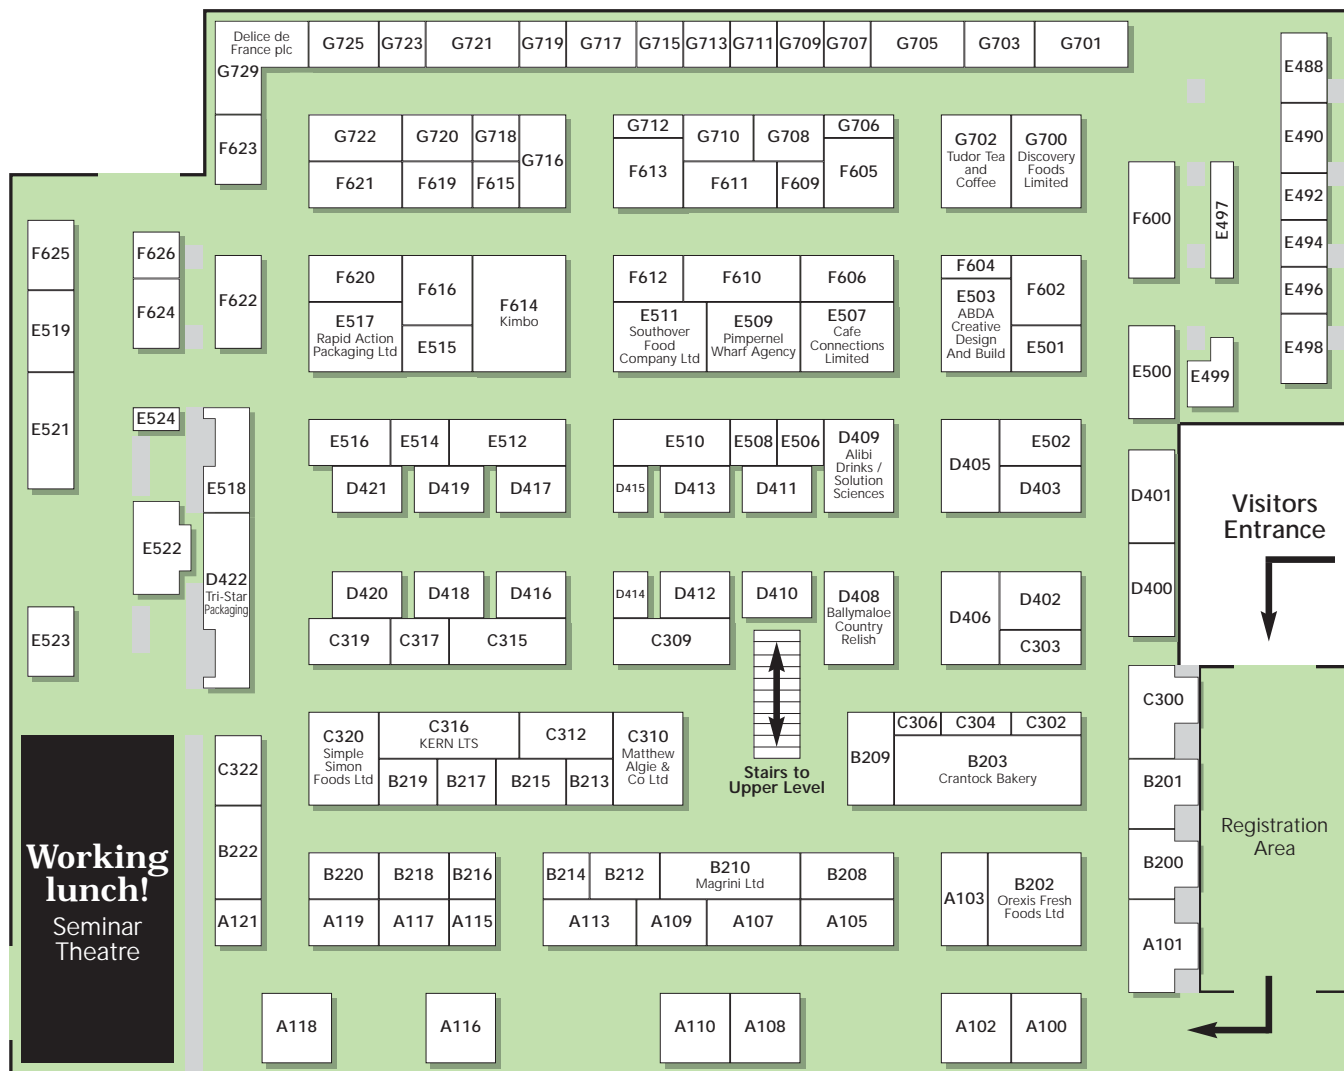 Delice de
France plc
G729
G725
G723
G721
G719
G717
G715
G713
G711
G709
G707
G705
G703
G701
E488
F623
G722
G720
G718
G716
F621
F619
F615
G712
G710
G708
G706
F613
F611
F609
F605
G702
Tudor Tea
and
Coffee
G700
Discovery
Foods
Limited
F600
E497
E490
E492
E494
E496
E498
F625
F626
F624
F622
E519
E521
F620
F616
F614
Kimbo
E517
Rapid Action
Packaging Ltd
E515
F612
F610
F606
E511
Southover
Food
Company Ltd
E509
Pimpernel
Wharf Agency
E507
Cafe
Connections
Limited
F604
E503
ABDA
Creative
Design
And Build
F602
E501
E500
E499
E524
E518
E522
D422
Tri-Star
Packaging
E523
E516
E514
E512
D421
D419
D417
E510
E508
E506
D415
D413
D411
D409
Alibi
Drinks /
Solution
Sciences
D405
E502
D403
D401
D400
Visitors
Entrance
D420
D418
D416
C319
C317
C315
D414
D412
D410
C309
D408
Ballymaloe
Country
Relish
D406
D402
C303
C300
C320
Simple
Simon
Foods Ltd
C316
KERN LTS
C312
C310
Matthew
Algie &
Co Ltd
B219
B217
B215
B213
Stairs to
Upper Level
B209
C306
C304
C302
B203
Crantock Bakery
B201
B200
A101
Registration
Area
Working
lunch!
Seminar
Theatre
C322
B222
A121
B220
B218
B216
A119
A117
A115
B214
B212
B210
Magrini Ltd
B208
A113
A109
A107
A105
A103
B202
Orexis Fresh
Foods Ltd
A118
A116
A110
A108
A102
A100